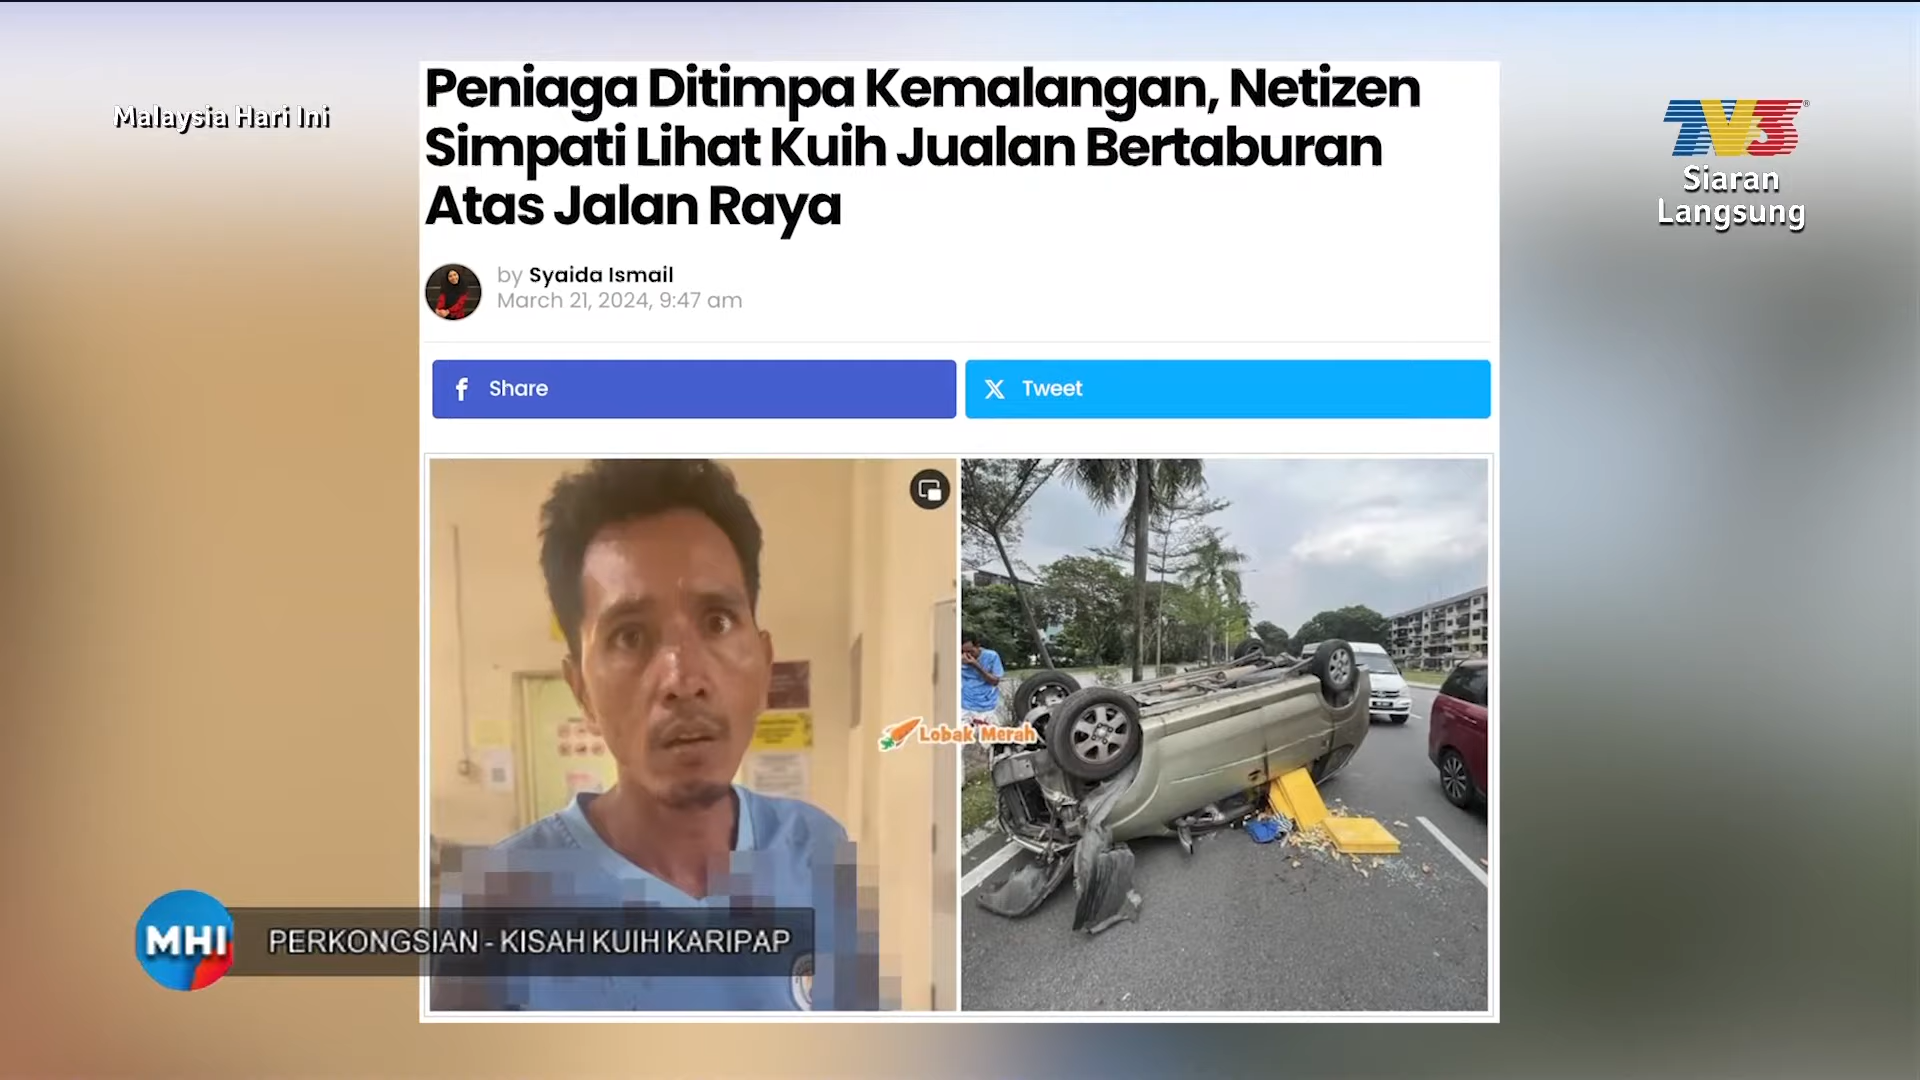 Malaysia Hari Ini
TV3
Siaran
Langsung
Peniaga Ditimpa Kemalangan, Netizen
Simpati Lihat Kuih Jualan Bertaburan
Atas Jalan Raya
by Syaida Ismail
March 21, 2024, 9:47 am
f Share
X Tweet
Lobak Merah
MHI
PERKONGSIAN - KISAH KUIH KARIPAP